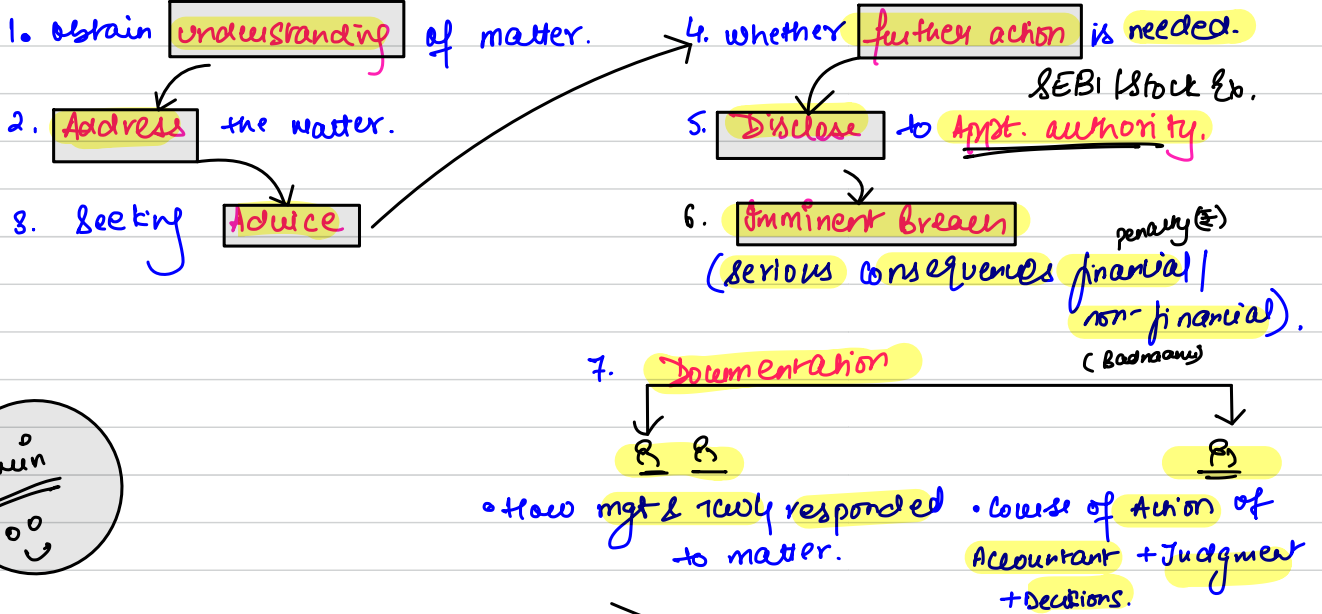 1. Obtain understanding of matter.
2. Address the matter.
3. Seeking Advice
4. whether further action is needed.
SEBI / Stock Ex.
5. Disclose to Appt. authority.
6. Imminent Breach
penalty (₹)
(serious consequences financial /
non-financial).
(Badnaami)
7. Documentation
• How mgt & TCWG responded
to matter.
• Course of Action of
Accountant + Judgment
+ Decisions.